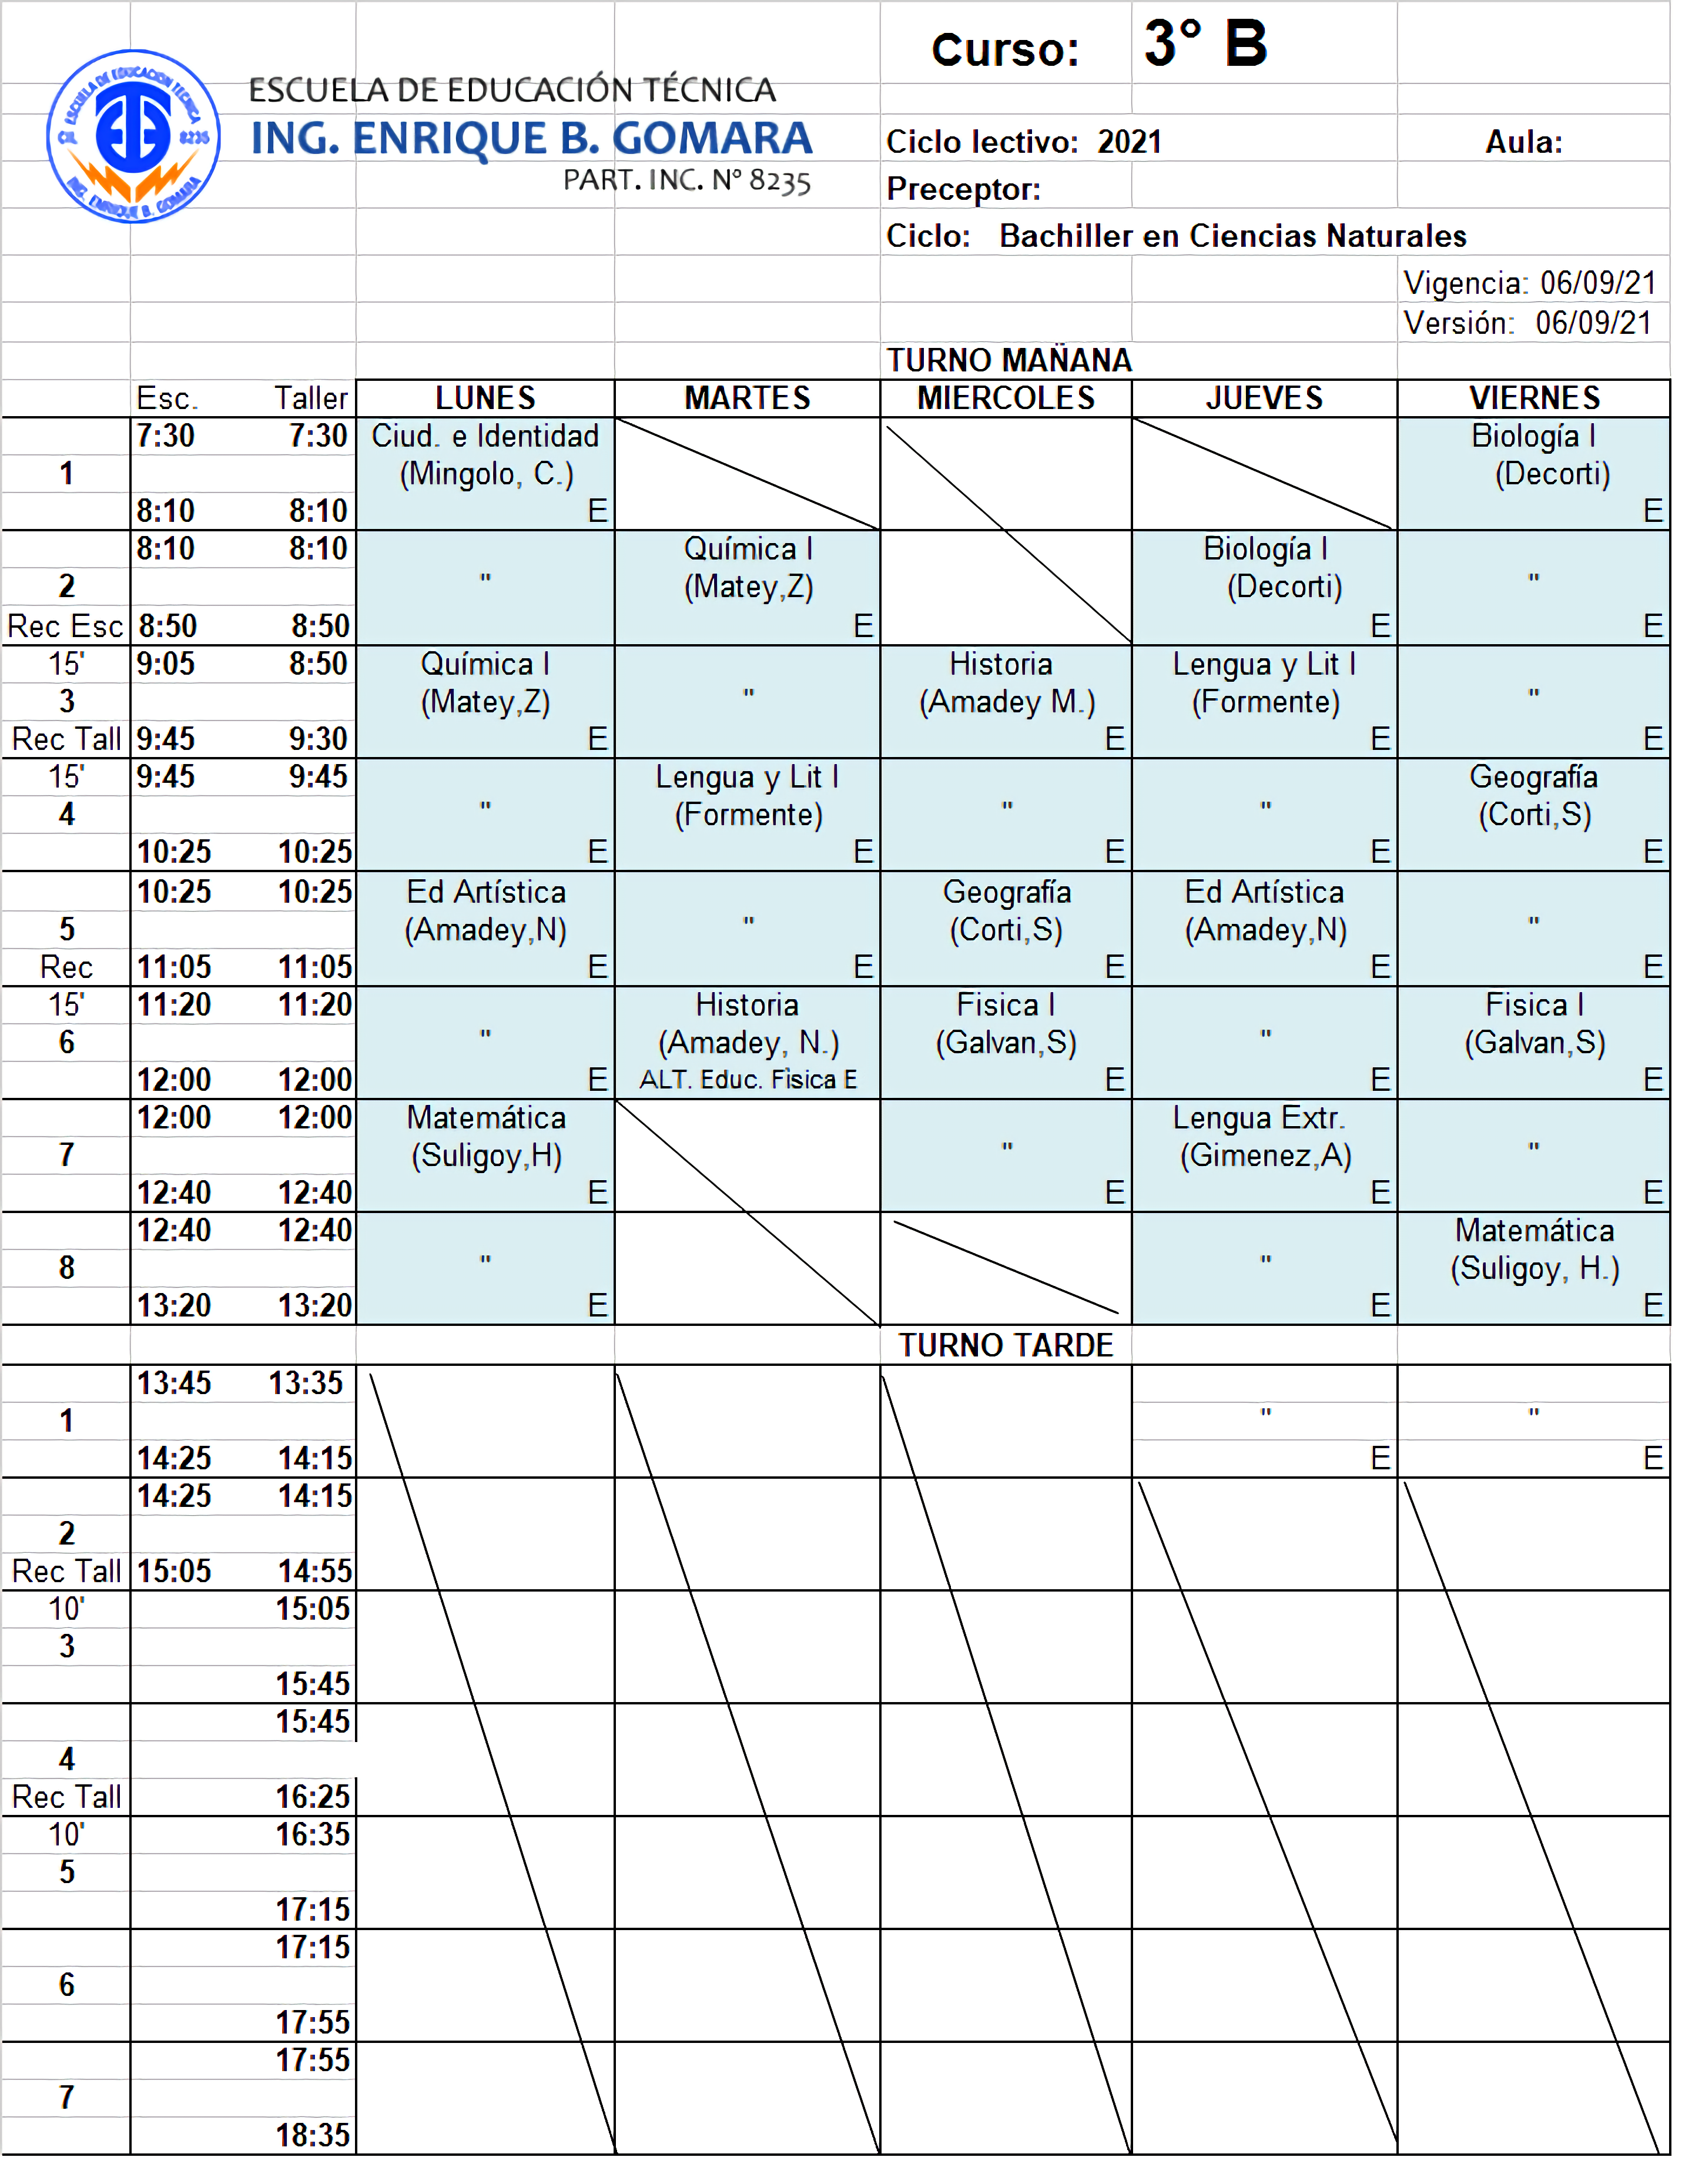 Curso: 3° B
ESCUELA DE EDUCACION TECNICA 8235
ING. ENRIQUE B. GOMARA
ESCUELA DE EDUCACIÓN TÉCNICA
ING. ENRIQUE B. GOMARA
PART. INC. Nº 8235
Ciclo lectivo: 2021 Aula:
Preceptor:
Ciclo: Bachiller en Ciencias Naturales
Vigencia: 06/09/21
Versión: 06/09/21
TURNO MAÑANA
Esc. Taller LUNES MARTES MIERCOLES JUEVES VIERNES
7:30 7:30 Ciud. e Identidad Biología I
1 (Mingolo, C.) (Decorti)
8:10 8:10 E E
8:10 8:10 Química I Biología I
2 " (Matey,Z) (Decorti) "
Rec Esc 8:50 8:50 E E E
15' 9:05 8:50 Química I Historia Lengua y Lit I
3 (Matey,Z) " (Amadey M.) (Formente) "
Rec Tall 9:45 9:30 E E E E
15' 9:45 9:45 Lengua y Lit I Geografía
4 " (Formente) " " (Corti,S)
10:25 10:25 E E E E E
10:25 10:25 Ed Artística Geografía Ed Artística
5 (Amadey,N) " (Corti,S) (Amadey,N) "
Rec 11:05 11:05 E E E E E
15' 11:20 11:20 Historia Fisica I Fisica I
6 " (Amadey, N.) (Galvan,S) " (Galvan,S)
12:00 12:00 E ALT. Educ. Fìsica E E E E
12:00 12:00 Matemática Lengua Extr.
7 (Suligoy,H) " (Gimenez,A) "
12:40 12:40 E E E E
12:40 12:40 Matemática
8 " " (Suligoy, H.)
13:20 13:20 E E E
TURNO TARDE
13:45 13:35
1 " "
14:25 14:15 E E
14:25 14:15
2
Rec Tall 15:05 14:55
10' 15:05
3
15:45
15:45
4
Rec Tall 16:25
10' 16:35
5
17:15
17:15
6
17:55
17:55
7
18:35